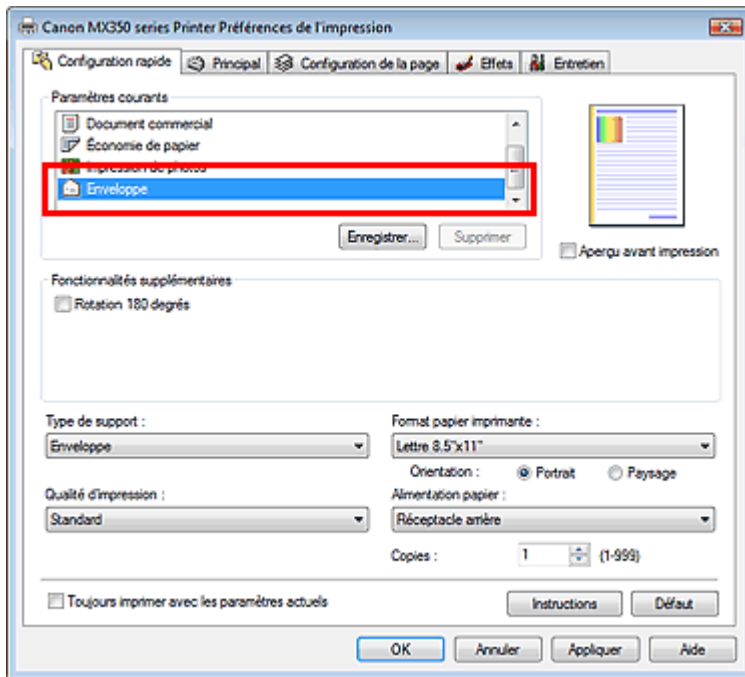 Canon MX350 series Printer Préférences de l'impression
Configuration rapide Principal Configuration de la page Effets Entretien
Paramètres courants
Document commercial
Économie de papier
Impression de photos
Enveloppe
Enregistrer... Supprimer
Aperçu avant impression
Fonctionnalités supplémentaires
Rotation 180 degrés
Type de support : Format papier imprimante :
Enveloppe Lettre 8.5"x11"
Orientation : Portrait Paysage
Qualité d'impression : Alimentation papier :
Standard Réceptacle arrière
Copies : 1 (1-999)
Toujours imprimer avec les paramètres actuels Instructions Défaut
OK Annuler Appliquer Aide